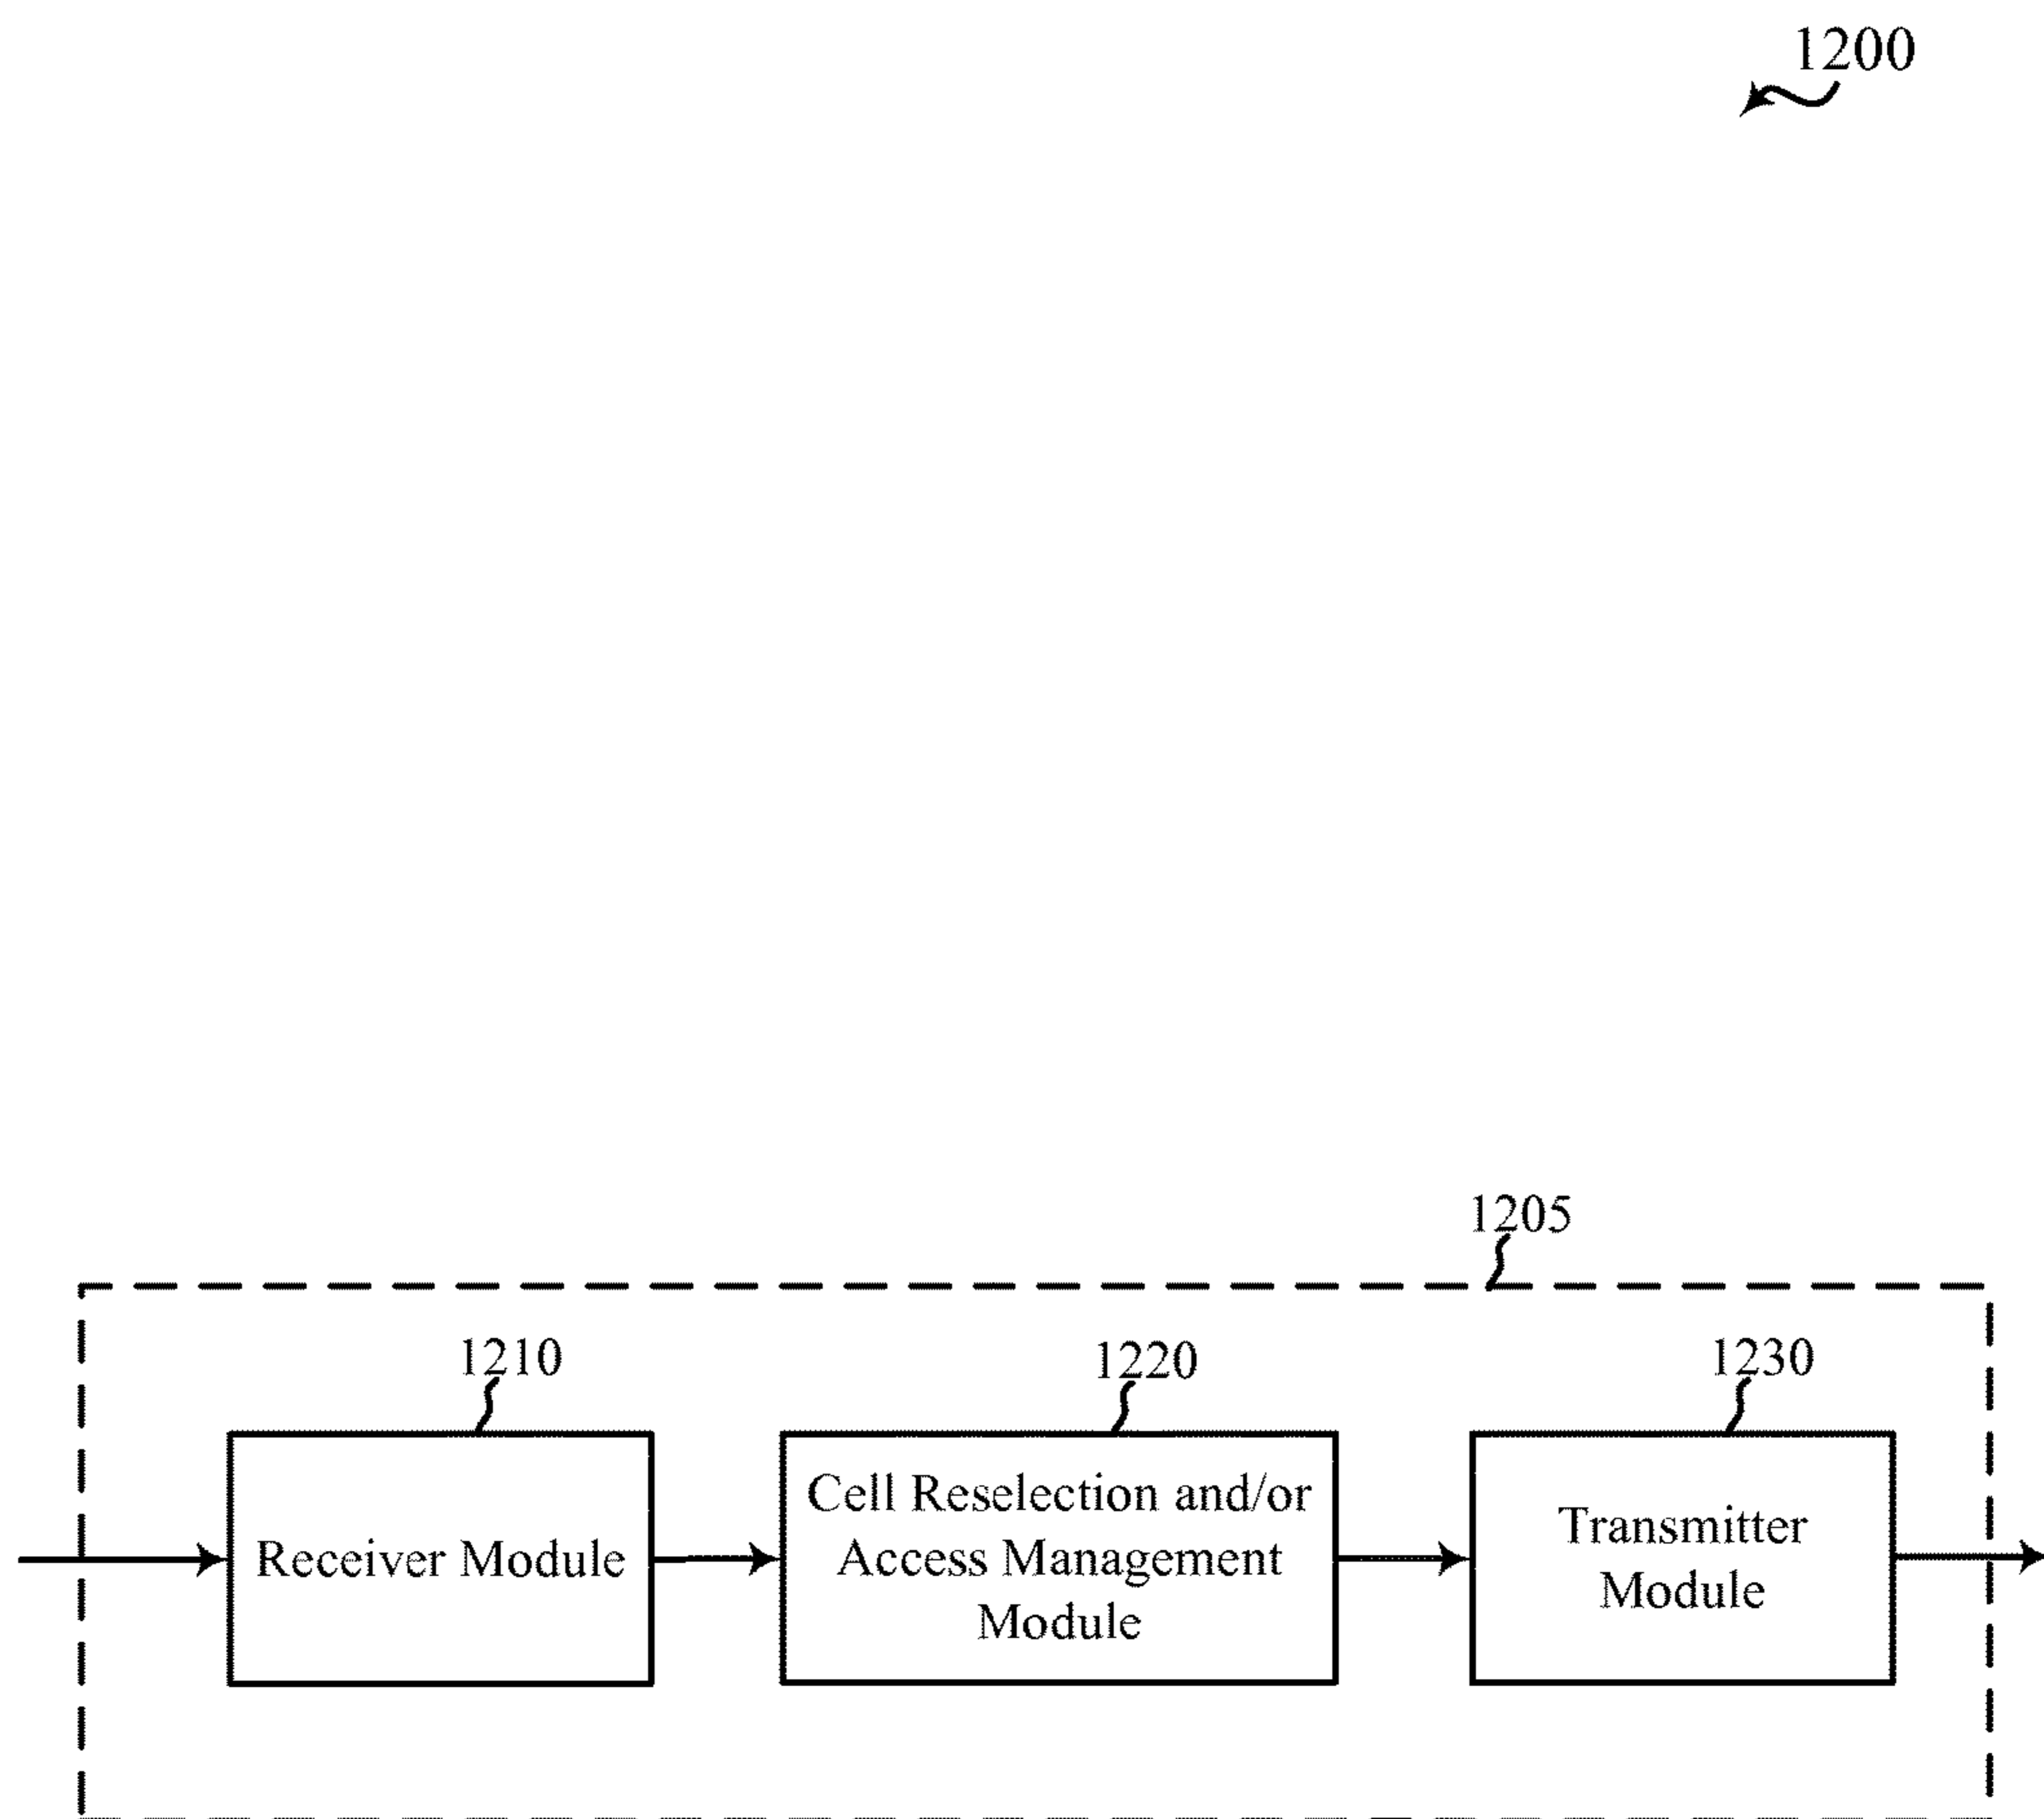 1200
1205
1210
1220
1230
Receiver Module
Cell Reselection and/or
Access Management
Module
Transmitter
Module